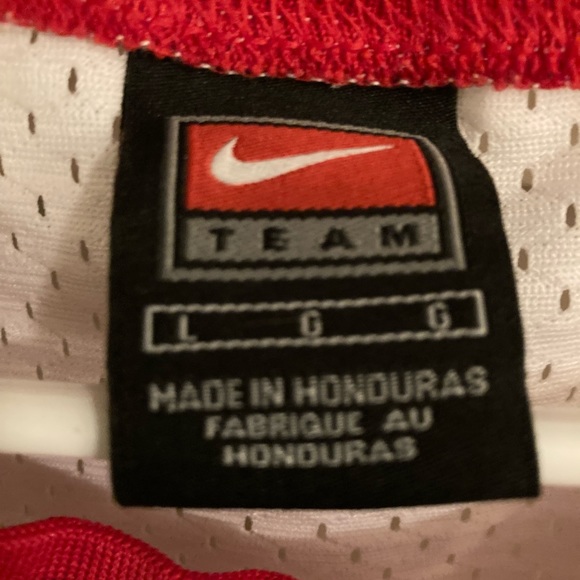 TEAM
L G G
MADE IN HONDURAS
FABRIQUE AU
HONDURAS